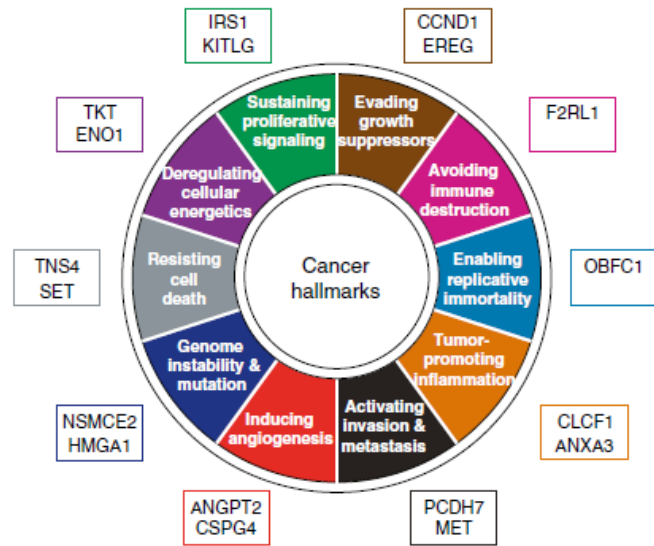 IRS1
KITLG
CCND1
EREG
TKT
ENO1
Sustaining
proliferative
signaling
Evading
growth
suppressors
F2RL1
Deregulating
cellular
energetics
Avoiding
immune
destruction
TNS4
SET
Resisting
cell
death
Cancer
hallmarks
Enabling
replicative
immortality
OBFC1
Genome
instability &
mutation
Tumor-
promoting
inflammation
NSMCE2
HMGA1
Inducing
angiogenesis
Activating
invasion &
metastasis
CLCF1
ANXA3
ANGPT2
CSPG4
PCDH7
MET